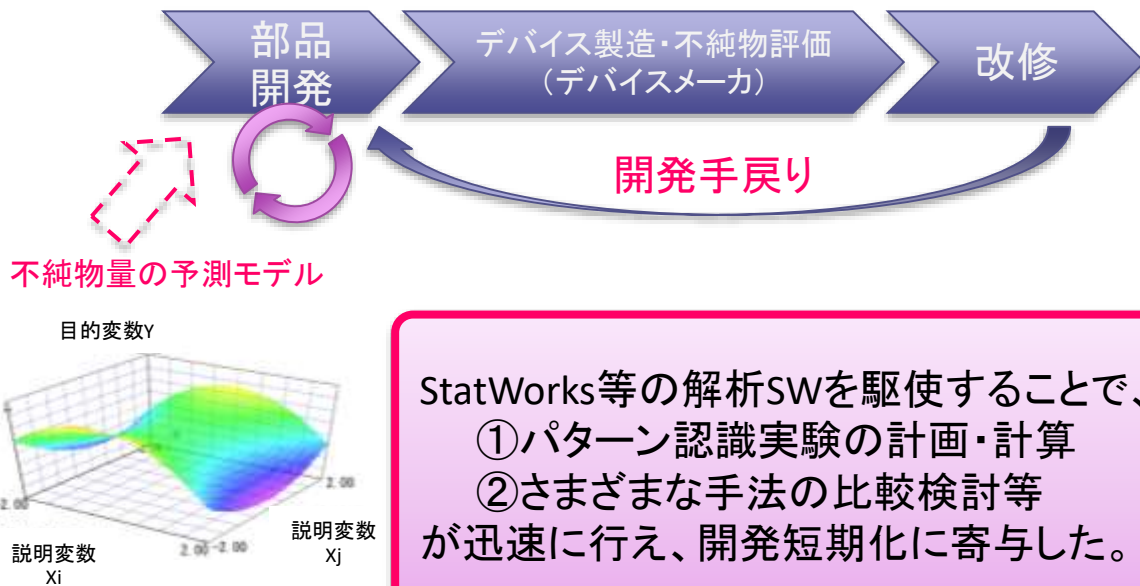 部品
開発
デバイス製造・不純物評価
（デバイスメーカ）
改修
開発手戻り
不純物量の予測モデル
目的変数Y
2.00
2.00
2.00
-2.00
説明変数
Xi
説明変数
Xj
StatWorks等の解析SWを駆使することで、
①パターン認識実験の計画・計算
②さまざまな手法の比較検討等
が迅速に行え、開発短期化に寄与した。